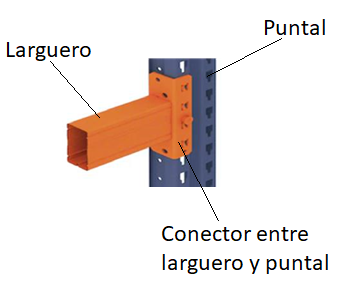 Puntal
Larguero
Conector entre
larguero y puntal